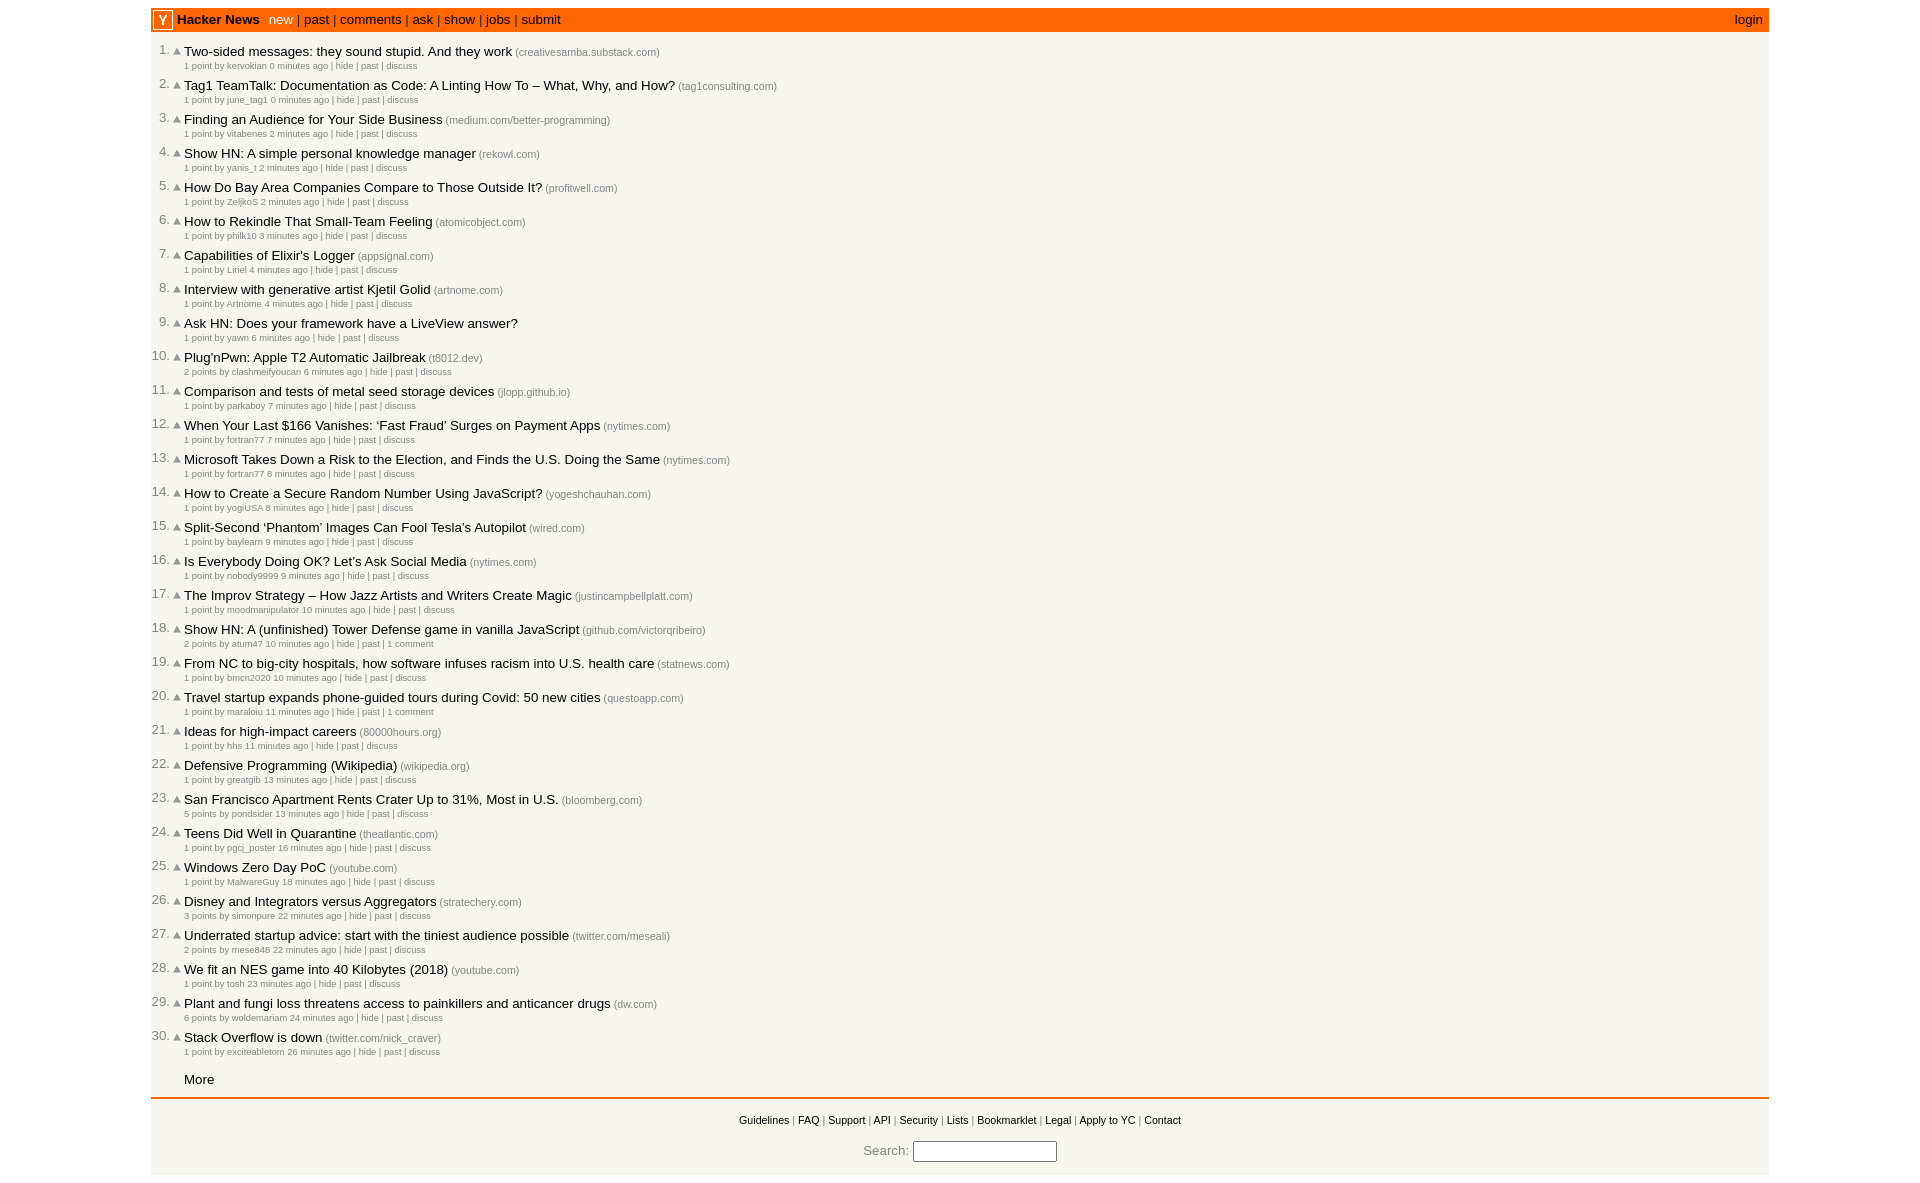 Y Hacker News new | past | comments | ask | show | jobs | submit login
1. Two-sided messages: they sound stupid. And they work (creativesamba.substack.com)
1 point by kervokian 0 minutes ago | hide | past | discuss
2. Tag1 TeamTalk: Documentation as Code: A Linting How To – What, Why, and How? (tag1consulting.com)
1 point by june_tag1 0 minutes ago | hide | past | discuss
3. Finding an Audience for Your Side Business (medium.com/better-programming)
1 point by vitabenes 2 minutes ago | hide | past | discuss
4. Show HN: A simple personal knowledge manager (rekowl.com)
1 point by yanis_t 2 minutes ago | hide | past | discuss
5. How Do Bay Area Companies Compare to Those Outside It? (profitwell.com)
1 point by ZeljkoS 2 minutes ago | hide | past | discuss
6. How to Rekindle That Small-Team Feeling (atomicobject.com)
1 point by philk10 3 minutes ago | hide | past | discuss
7. Capabilities of Elixir's Logger (appsignal.com)
1 point by Liriel 4 minutes ago | hide | past | discuss
8. Interview with generative artist Kjetil Golid (artnome.com)
1 point by Artnome 4 minutes ago | hide | past | discuss
9. Ask HN: Does your framework have a LiveView answer?
1 point by yawn 6 minutes ago | hide | past | discuss
10. Plug'nPwn: Apple T2 Automatic Jailbreak (t8012.dev)
2 points by clashmeifyoucan 6 minutes ago | hide | past | discuss
11. Comparison and tests of metal seed storage devices (jlopp.github.io)
1 point by parkaboy 7 minutes ago | hide | past | discuss
12. When Your Last $166 Vanishes: ‘Fast Fraud’ Surges on Payment Apps (nytimes.com)
1 point by fortran77 7 minutes ago | hide | past | discuss
13. Microsoft Takes Down a Risk to the Election, and Finds the U.S. Doing the Same (nytimes.com)
1 point by fortran77 8 minutes ago | hide | past | discuss
14. How to Create a Secure Random Number Using JavaScript? (yogeshchauhan.com)
1 point by yogiUSA 8 minutes ago | hide | past | discuss
15. Split-Second ‘Phantom’ Images Can Fool Tesla’s Autopilot (wired.com)
1 point by baylearn 9 minutes ago | hide | past | discuss
16. Is Everybody Doing OK? Let’s Ask Social Media (nytimes.com)
1 point by nobody9999 9 minutes ago | hide | past | discuss
17. The Improv Strategy – How Jazz Artists and Writers Create Magic (justincampbellplatt.com)
1 point by moodmanipulator 10 minutes ago | hide | past | discuss
18. Show HN: A (unfinished) Tower Defense game in vanilla JavaScript (github.com/victorqribeiro)
2 points by atum47 10 minutes ago | hide | past | 1 comment
19. From NC to big-city hospitals, how software infuses racism into U.S. health care (statnews.com)
1 point by bmcn2020 10 minutes ago | hide | past | discuss
20. Travel startup expands phone-guided tours during Covid: 50 new cities (questoapp.com)
1 point by maraloiu 11 minutes ago | hide | past | 1 comment
21. Ideas for high-impact careers (80000hours.org)
1 point by hhs 11 minutes ago | hide | past | discuss
22. Defensive Programming (Wikipedia) (wikipedia.org)
1 point by greatgib 13 minutes ago | hide | past | discuss
23. San Francisco Apartment Rents Crater Up to 31%, Most in U.S. (bloomberg.com)
5 points by pondsider 13 minutes ago | hide | past | discuss
24. Teens Did Well in Quarantine (theatlantic.com)
1 point by pgcj_poster 16 minutes ago | hide | past | discuss
25. Windows Zero Day PoC (youtube.com)
1 point by MalwareGuy 18 minutes ago | hide | past | discuss
26. Disney and Integrators versus Aggregators (stratechery.com)
3 points by simonpure 22 minutes ago | hide | past | discuss
27. Underrated startup advice: start with the tiniest audience possible (twitter.com/meseali)
2 points by mese848 22 minutes ago | hide | past | discuss
28. We fit an NES game into 40 Kilobytes (2018) (youtube.com)
1 point by tosh 23 minutes ago | hide | past | discuss
29. Plant and fungi loss threatens access to painkillers and anticancer drugs (dw.com)
6 points by woldemariam 24 minutes ago | hide | past | discuss
30. Stack Overflow is down (twitter.com/nick_craver)
1 point by exciteabletom 26 minutes ago | hide | past | discuss
More
Guidelines | FAQ | Support | API | Security | Lists | Bookmarklet | Legal | Apply to YC | Contact
Search: